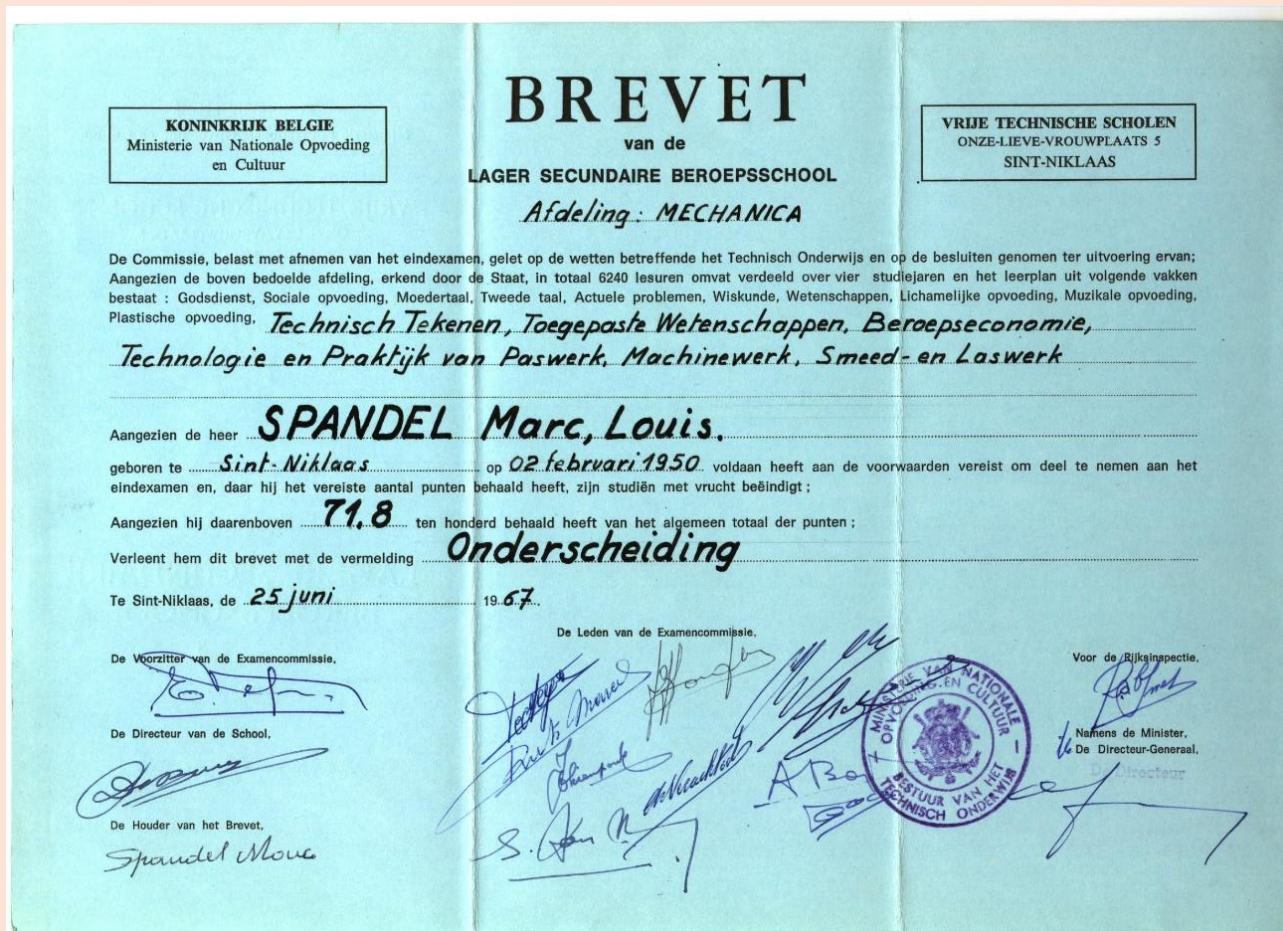 BREVET
van de
LAGER SECUNDAIRE BEROEPSSCHOOL
Afdeling: MECHANICA
KONINKRIJK BELGIE
Ministerie van Nationale Opvoeding
en Cultuur
VRIJE TECHNISCHE SCHOLEN
ONZE-LIEVE-VROUWPLAATS 5
SINT-NIKLAAS
De Commissie, belast met afnemen van het eindexamen, gelet op de wetten betreffende het Technisch Onderwijs en op de besluiten genomen ter uitvoering ervan;
Aangezien de boven bedoelde afdeling, erkend door de Staat, in totaal 6240 lesuren omvat verdeeld over vier studiejaren en het leerplan uit volgende vakken
bestaat : Godsdienst, Sociale opvoeding, Moedertaal, Tweede taal, Actuele problemen, Wiskunde, Wetenschappen, Lichamelijke opvoeding, Muzikale opvoeding,
Plastische opvoeding, Technisch Tekenen, Toegepaste Wetenschappen, Beroepseconomie,
Technologie en Praktijk van Paswerk, Machinewerk, Smeed- en Laswerk
Aangezien de heer SPANDEL Marc, Louis.
geboren te Sint-Niklaas op 02 februari 1950 voldaan heeft aan de voorwaarden vereist om deel te nemen aan het
eindexamen en, daar hij het vereiste aantal punten behaald heeft, zijn studiën met vrucht beëindigt ;
Aangezien hij daarenboven 71,8 ten honderd behaald heeft van het algemeen totaal der punten ;
Verleent hem dit brevet met de vermelding Onderscheiding
Te Sint-Niklaas, de 25 juni 1967.
De Leden van de Examencommissie,
De Voorzitter van de Examencommissie,
Voor de Rijksinspectie,
De Directeur van de School,
Namens de Minister,
De Directeur-Generaal,
De Directeur
MINISTERIE VAN NATIONALE OPVOEDING EN CULTUUR
BESTUUR VAN HET TECHNISCH ONDERWIJS
De Houder van het Brevet,
Spandel Marc